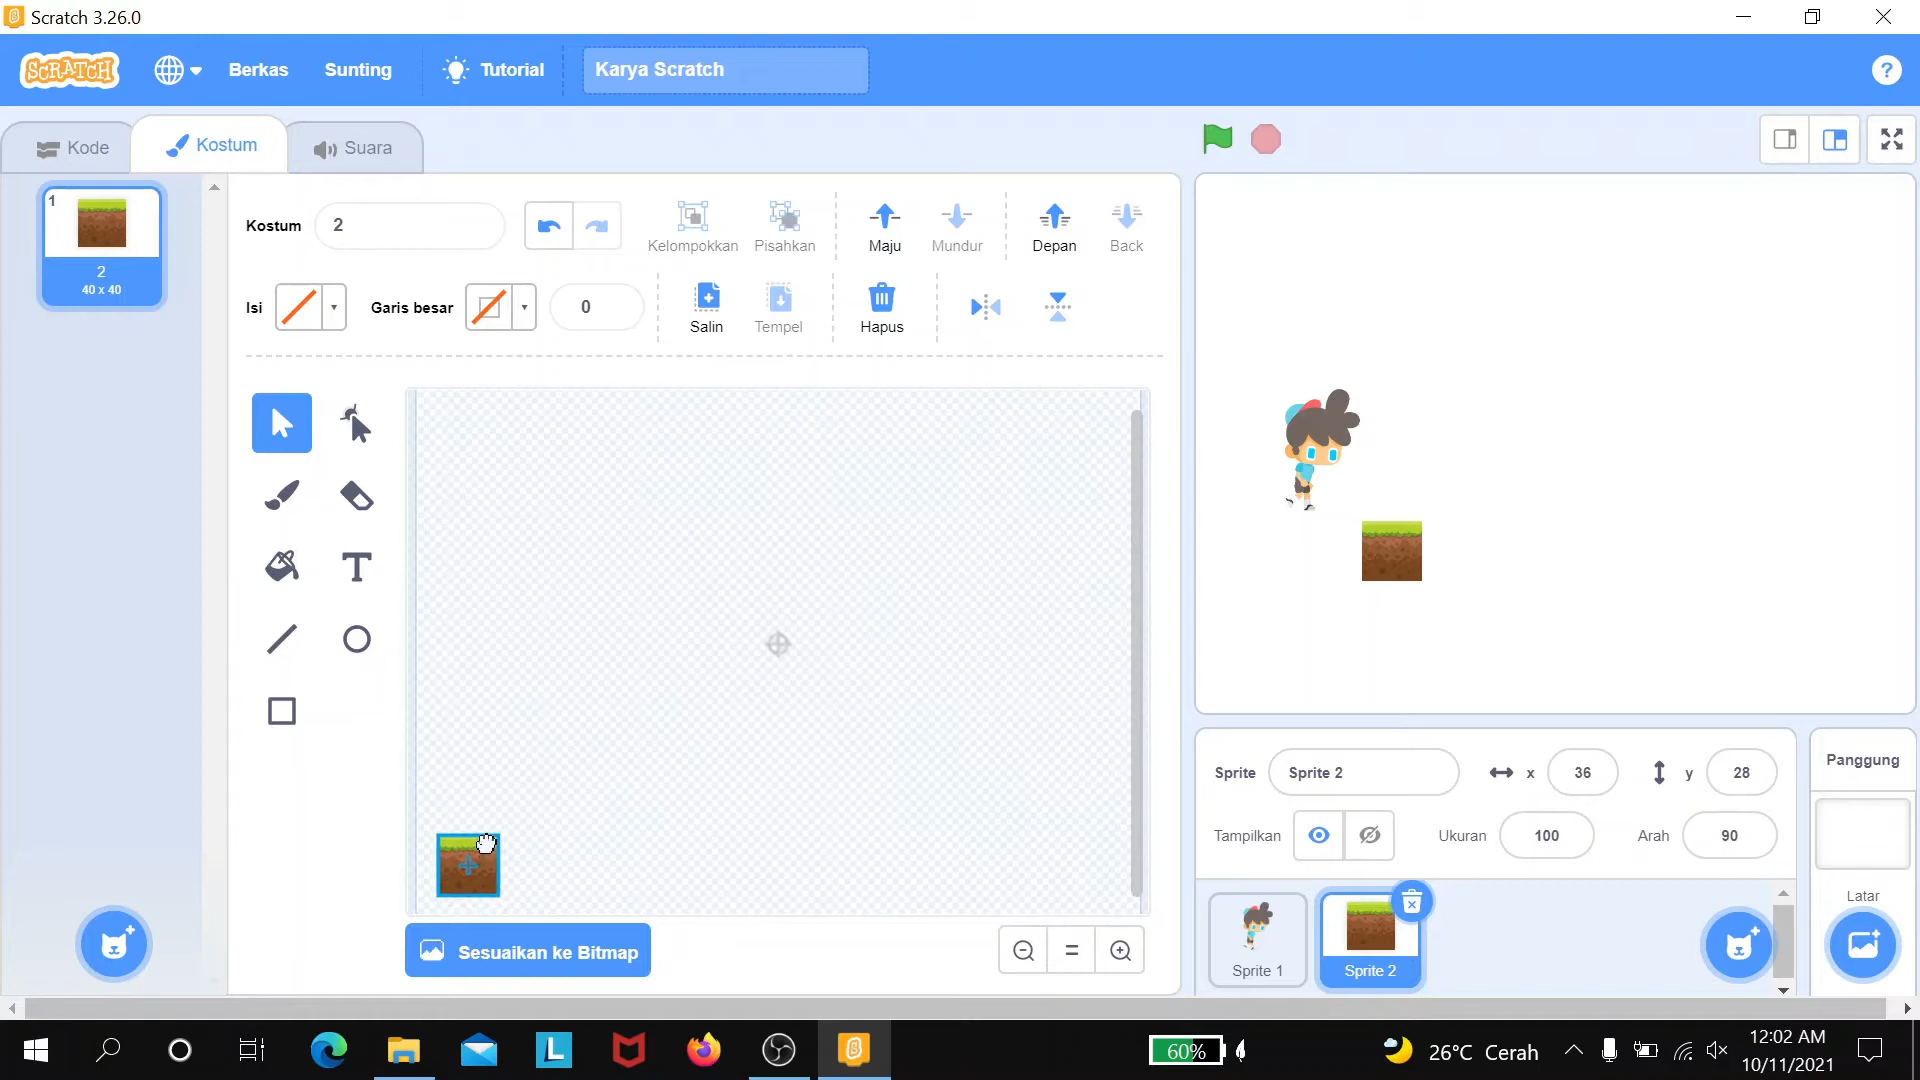 Scratch 3.26.0
SCRATCH
Berkas
Sunting
Tutorial
Karya Scratch
?
Kode
Kostum
Suara
1
2
40 x 40
Kostum
2
Kelompokkan
Pisahkan
Maju
Mundur
Depan
Back
Isi
Garis besar
0
Salin
Tempel
Hapus
T
Sesuaikan ke Bitmap
Sprite
Sprite 2
x
36
y
28
Tampilkan
Ukuran
100
Arah
90
Panggung
Latar
Sprite 1
Sprite 2
60%
26°C Cerah
12:02 AM
10/11/2021